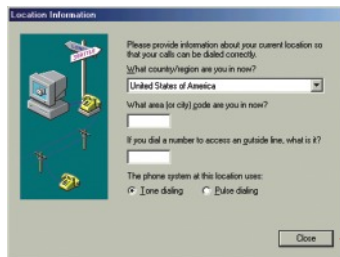 Location Information
Please provide information about your current location so
that your calls can be dialed correctly.
What country/region are you in now?
United States of America
What area (or city) code are you in now?
If you dial a number to access an outside line, what is it?
The phone system at this location uses:
Tone dialing
Pulse dialing
Close